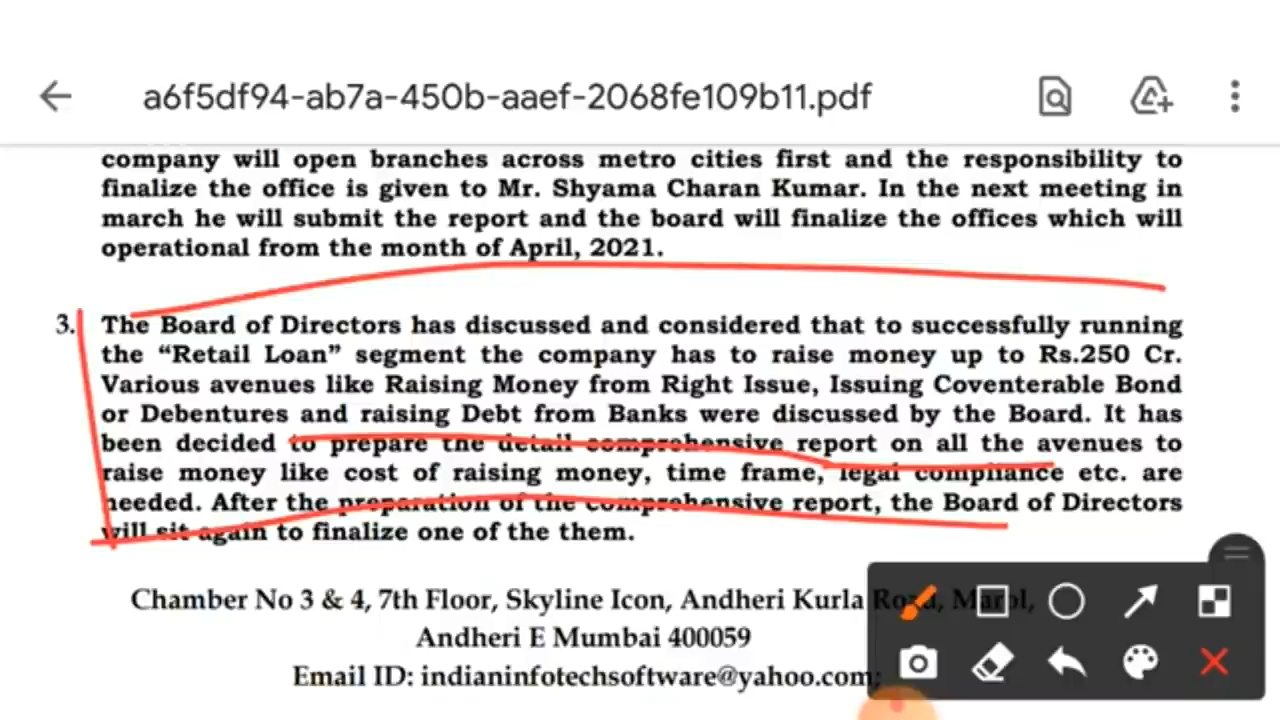 a6f5df94-ab7a-450b-aaef-2068fe109b11.pdf
company will open branches across metro cities first and the responsibility to
finalize the office is given to Mr. Shyama Charan Kumar. In the next meeting in
march he will submit the report and the board will finalize the offices which will
operational from the month of April, 2021.
3. The Board of Directors has discussed and considered that to successfully running
the “Retail Loan” segment the company has to raise money up to Rs.250 Cr.
Various avenues like Raising Money from Right Issue, Issuing Coventerable Bond
or Debentures and raising Debt from Banks were discussed by the Board. It has
been decided to prepare the detail comprehensive report on all the avenues to
raise money like cost of raising money, time frame, legal compliance etc. are
needed. After the preparation of the comprehensive report, the Board of Directors
will sit again to finalize one of the them.
Chamber No 3 & 4, 7th Floor, Skyline Icon, Andheri Kurla Road, Marol,
Andheri E Mumbai 400059
Email ID: indianinfotechsoftware@yahoo.com;